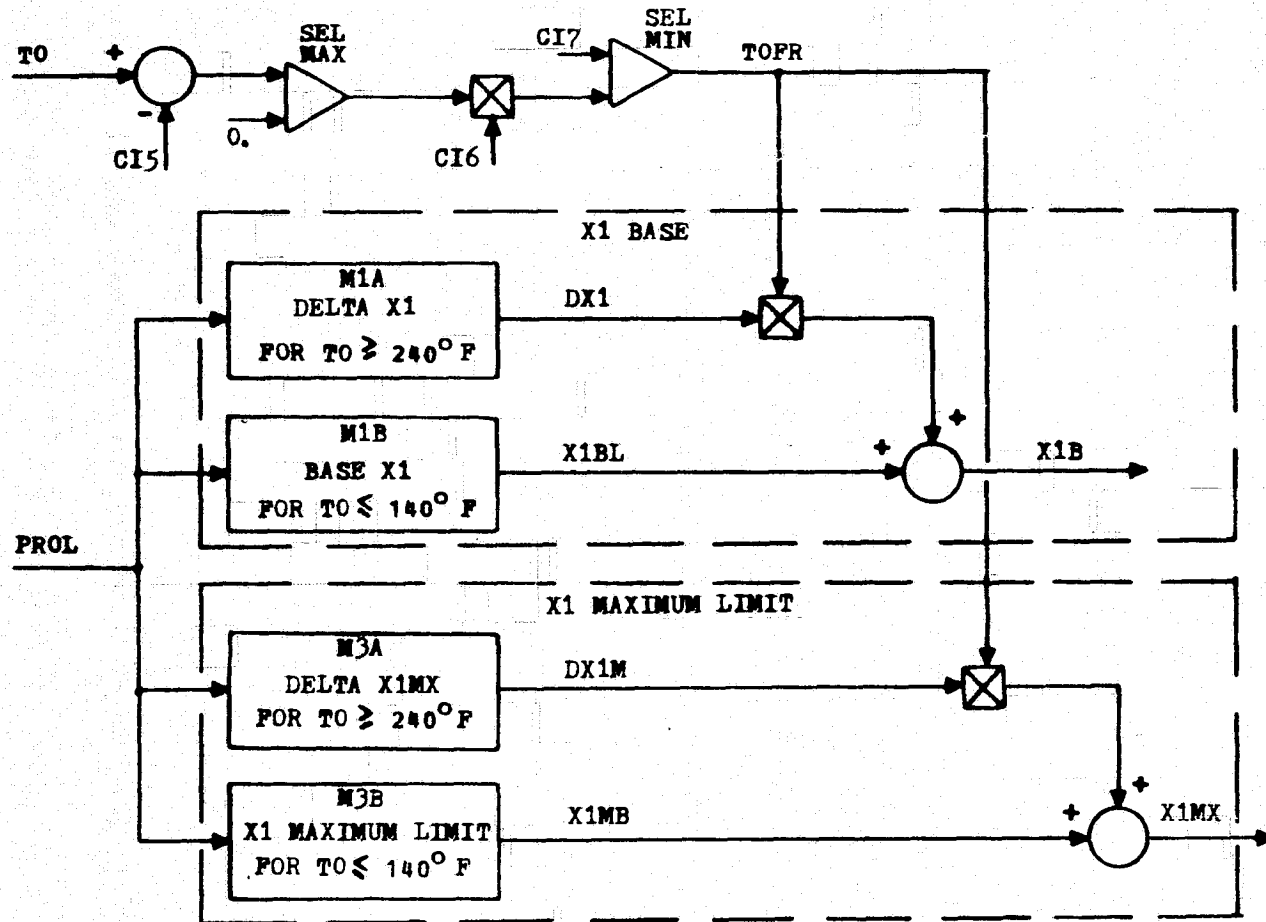 TO
+
-
CI5
SEL
MAX
0.
CI6
CI7
SEL
MIN
TOFR
X1 BASE
M1A
DELTA X1
FOR TO ≥ 240° F
DX1
M1B
BASE X1
FOR TO ≤ 140° F
X1BL
+
+
X1B
PROL
X1 MAXIMUM LIMIT
M3A
DELTA X1MX
FOR TO ≥ 240° F
DX1M
M3B
X1 MAXIMUM LIMIT
FOR TO ≤ 140° F
X1MB
+
+
X1MX